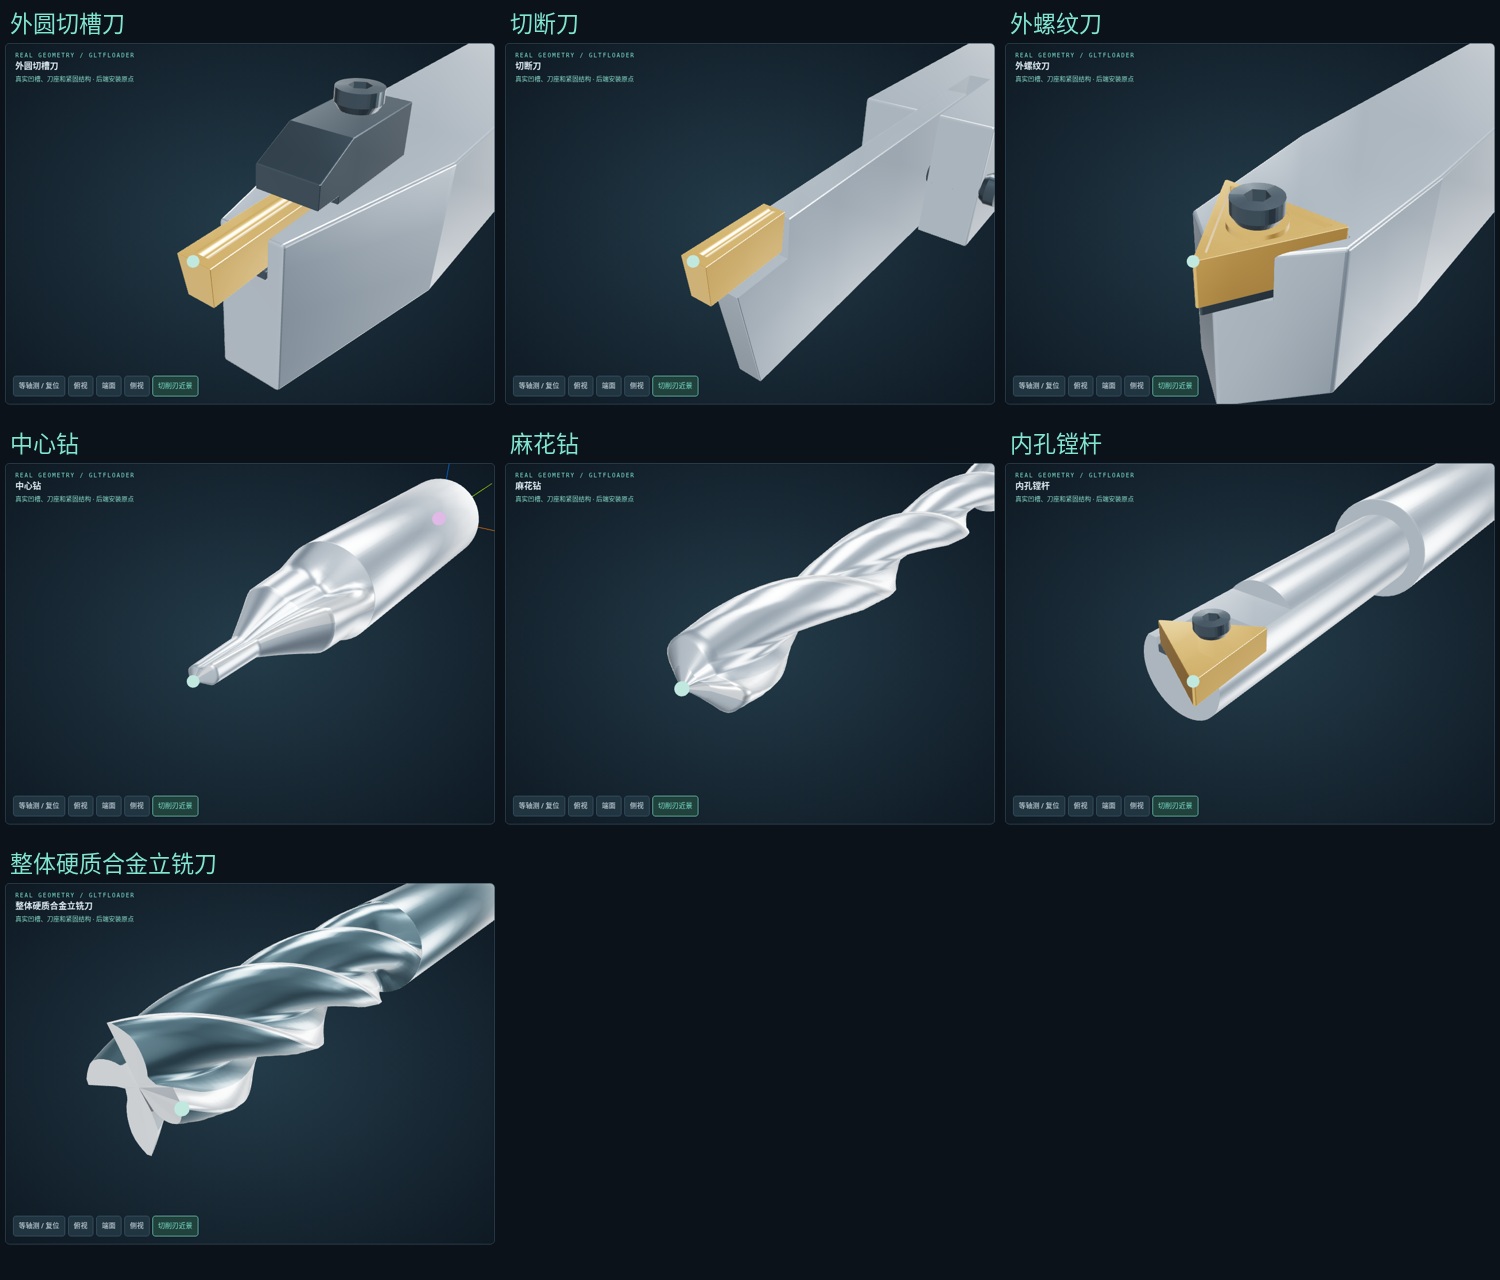 外圆切槽刀
REAL GEOMETRY / GLTFLOADER
外圆切槽刀
真实凹槽、刀座和紧固结构 · 后端安装原点
等轴测 / 复位 俯视 端面 侧视 切削刃近景
切断刀
REAL GEOMETRY / GLTFLOADER
切断刀
真实凹槽、刀座和紧固结构 · 后端安装原点
等轴测 / 复位 俯视 端面 侧视 切削刃近景
外螺纹刀
REAL GEOMETRY / GLTFLOADER
外螺纹刀
真实凹槽、刀座和紧固结构 · 后端安装原点
等轴测 / 复位 俯视 端面 侧视 切削刃近景
中心钻
REAL GEOMETRY / GLTFLOADER
中心钻
真实凹槽、刀座和紧固结构 · 后端安装原点
等轴测 / 复位 俯视 端面 侧视 切削刃近景
麻花钻
REAL GEOMETRY / GLTFLOADER
麻花钻
真实凹槽、刀座和紧固结构 · 后端安装原点
等轴测 / 复位 俯视 端面 侧视 切削刃近景
内孔镗杆
REAL GEOMETRY / GLTFLOADER
内孔镗杆
真实凹槽、刀座和紧固结构 · 后端安装原点
等轴测 / 复位 俯视 端面 侧视 切削刃近景
整体硬质合金立铣刀
REAL GEOMETRY / GLTFLOADER
整体硬质合金立铣刀
真实凹槽、刀座和紧固结构 · 后端安装原点
等轴测 / 复位 俯视 端面 侧视 切削刃近景